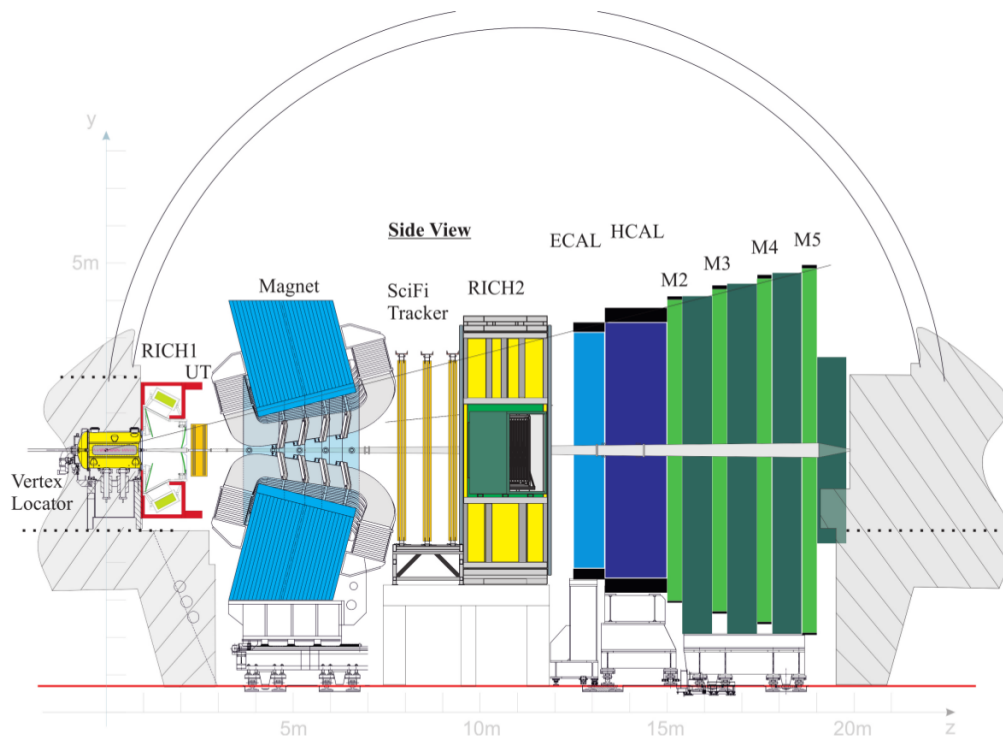 y
Side View
ECAL
HCAL
M5
M4
M3
M2
5m
Magnet
SciFi
Tracker
RICH2
RICH1
UT
Vertex
Locator
5m
10m
15m
20m
z